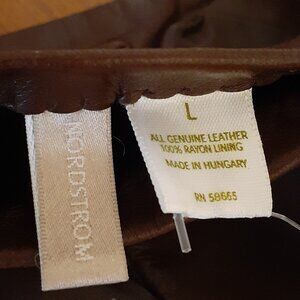 NORDSTROM
L
ALL GENUINE LEATHER
100% RAYON LINING
MADE IN HUNGARY
RN 58665